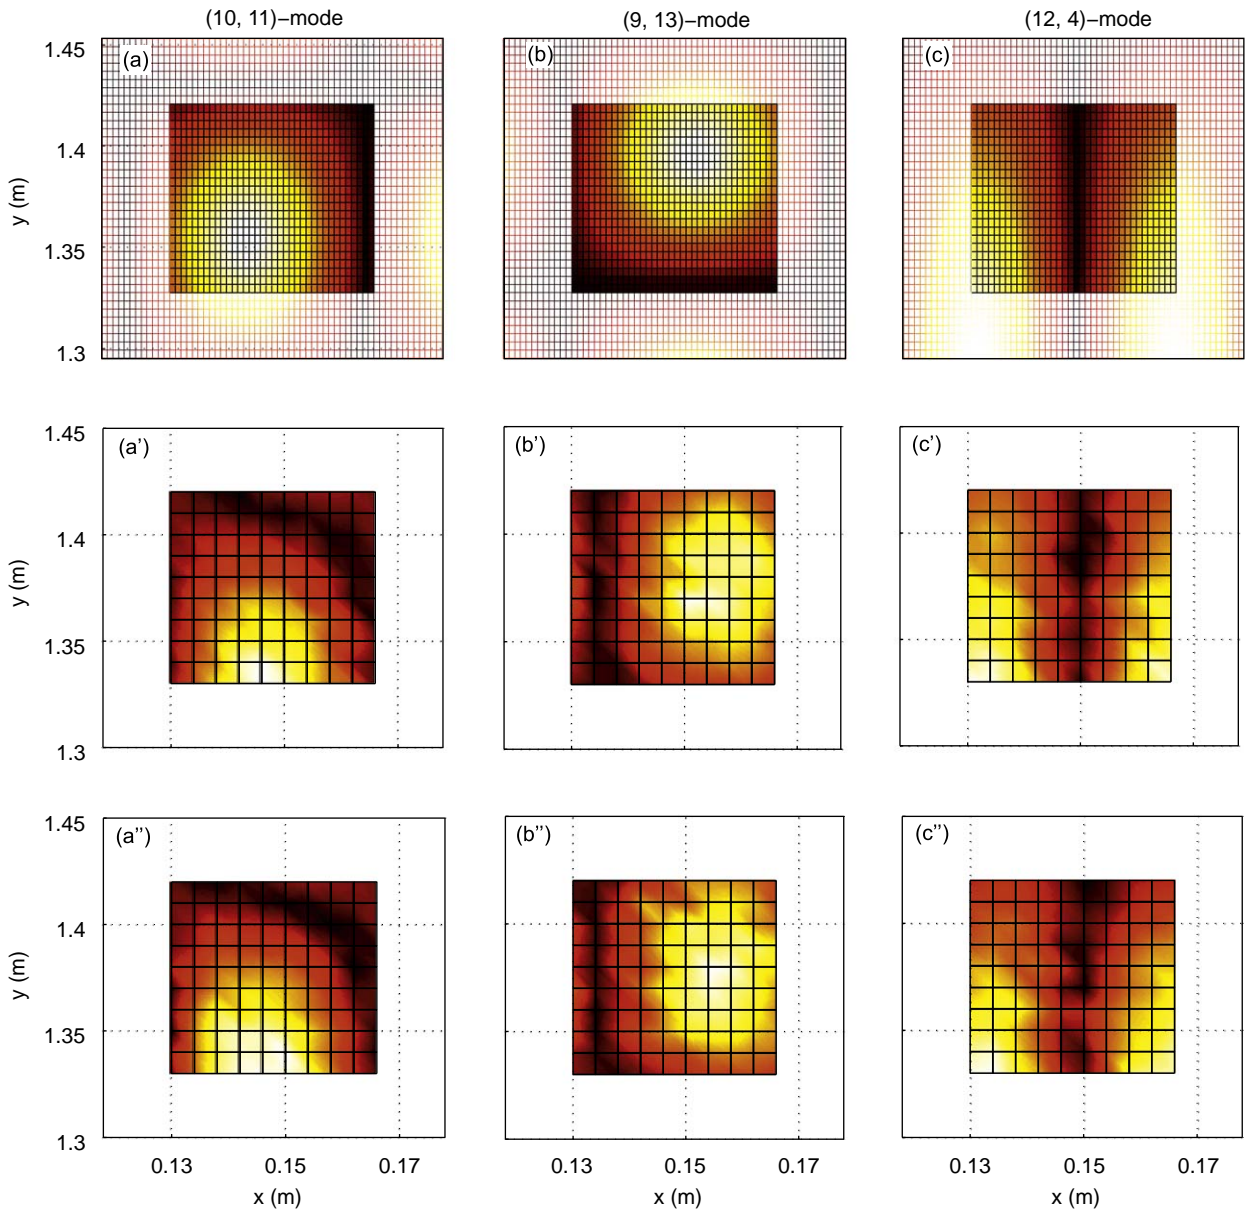 (10, 11)−mode
(9, 13)−mode
(12, 4)−mode
1.45
(a)
(b)
(c)
1.4
y (m)
1.35
1.3
1.45
(a’)
(b’)
(c’)
1.4
y (m)
1.35
1.3
1.45
(a’’)
(b’’)
(c’’)
1.4
y (m)
1.35
1.3
0.13 0.15 0.17
0.13 0.15 0.17
0.13 0.15 0.17
x (m)
x (m)
x (m)